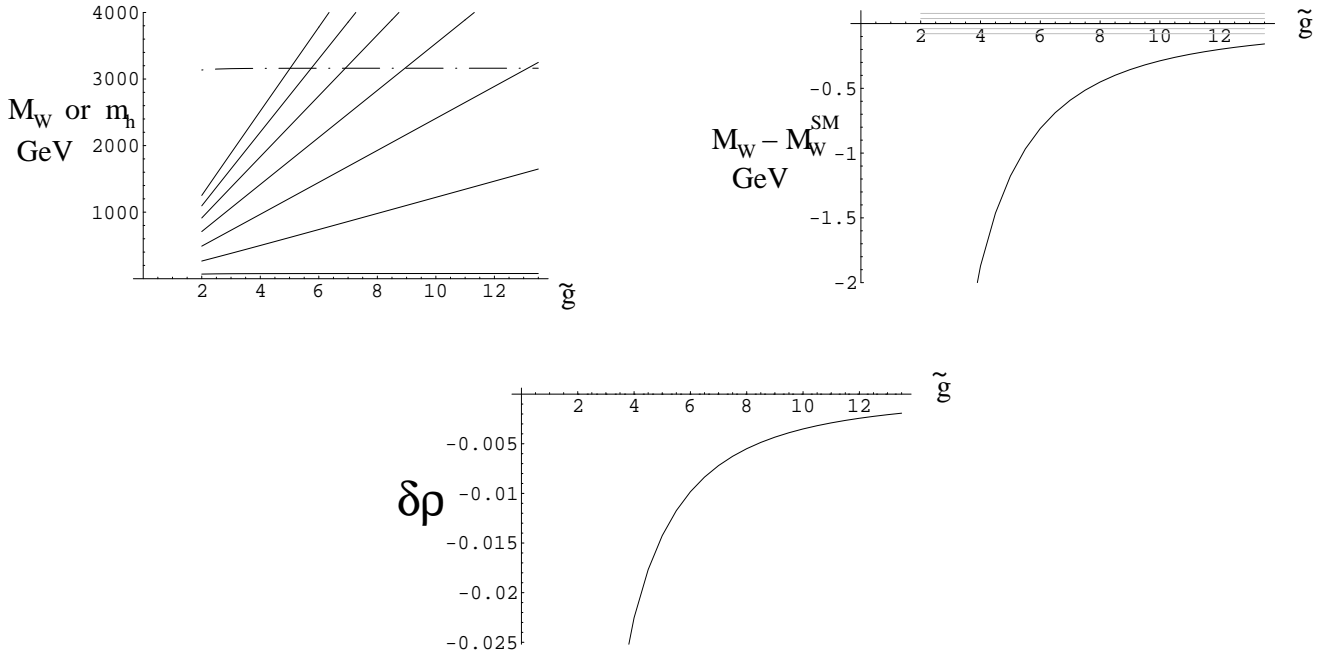 4000
3000
2000
1000
M_W or m_h
GeV
2 4 6 8 10 12
g̃
2 4 6 8 10 12
g̃
-0.5
-1
-1.5
-2
M_W – M_W^SM
GeV
2 4 6 8 10 12
g̃
-0.005
-0.01
-0.015
-0.02
-0.025
δρ